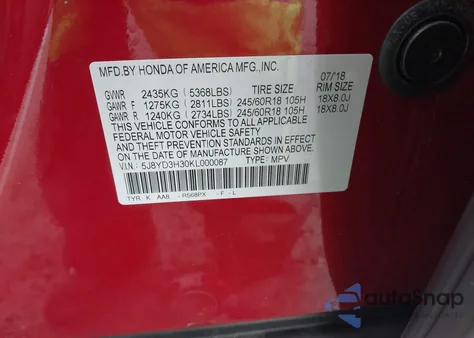 MFD.BY HONDA OF AMERICA MFG.,INC.
07/18
GVWR 2435KG ( 5368LBS) TIRE SIZE RIM SIZE
GAWR F 1275KG ( 2811LBS) 245/60R18 105H 18X8.0J
GAWR R 1240KG ( 2734LBS) 245/60R18 105H 18X8.0J
THIS VEHICLE CONFORMS TO ALL APPLICABLE
FEDERAL MOTOR VEHICLE SAFETY
AND THEFT PREVENTION STANDARDS IN EFFECT
ON THE DATE OF MANUFACTURE SHOWN ABOVE.
V.I.N: 5J8YD3H30KL000087 TYPE: MPV
TYR K AA8 - R568PX - F - L
autoSnap